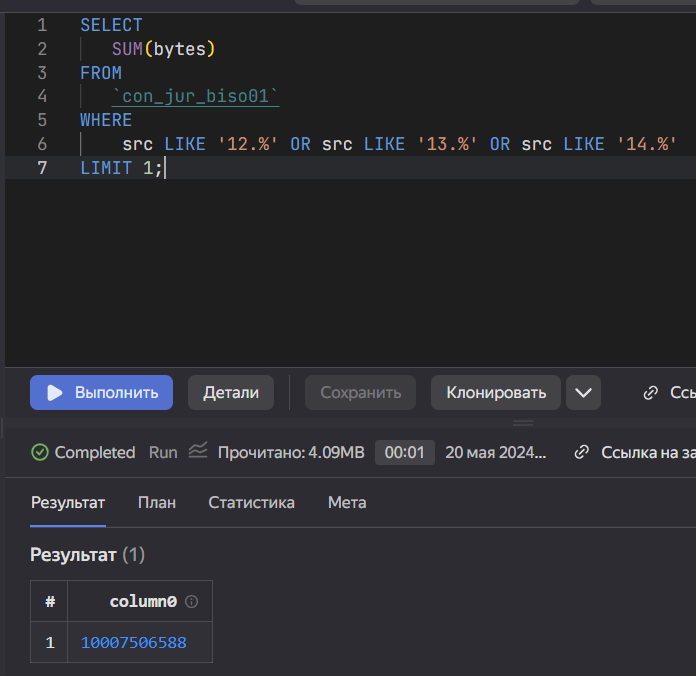 1 SELECT
2 SUM(bytes)
3 FROM
4 `con_jur_biso01`
5 WHERE
6 src LIKE '12.%' OR src LIKE '13.%' OR src LIKE '14.%'
7 LIMIT 1;
Выполнить Детали Сохранить Клонировать Ссы
Completed Run Прочитано: 4.09MB 00:01 20 мая 2024... Ссылка на за
Результат План Статистика Мета
Результат (1)
# column0
1 10007506588